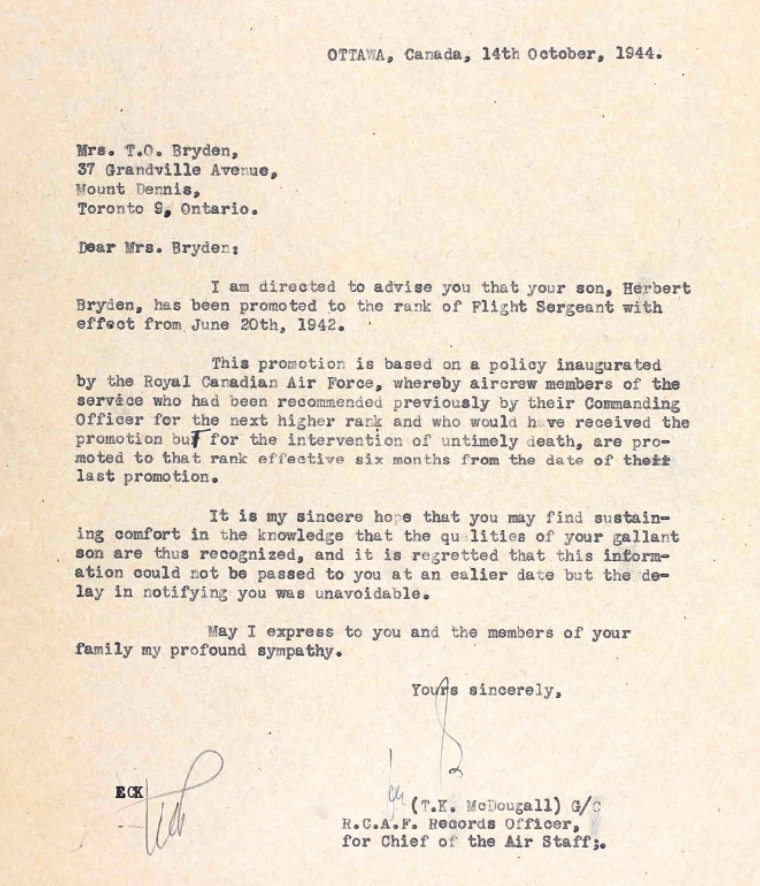 OTTAWA, Canada, 14th October, 1944.
Mrs. T.O. Bryden,
37 Grandville Avenue,
Mount Dennis,
Toronto 9, Ontario.
Dear Mrs. Bryden:
I am directed to advise you that your son, Herbert
Bryden, has been promoted to the rank of Flight Sergeant with
effect from June 20th, 1942.
This promotion is based on a policy inaugurated
by the Royal Canadian Air Force, whereby aircrew members of the
service who had been recommended previously by their Commanding
Officer for the next higher rank and who would have received the
promotion but for the intervention of untimely death, are pro-
moted to that rank effective six months from the date of their
last promotion.
It is my sincere hope that you may find sustain-
ing comfort in the knowledge that the qualities of your gallant
son are thus recognized, and it is regretted that this inform-
ation could not be passed to you at an ealier date but the de-
lay in notifying you was unavoidable.
May I express to you and the members of your
family my profound sympathy.
Yours sincerely,
ECK
(T.K. McDougall) G/C
R.C.A.F. Records Officer,
for Chief of the Air Staff;.